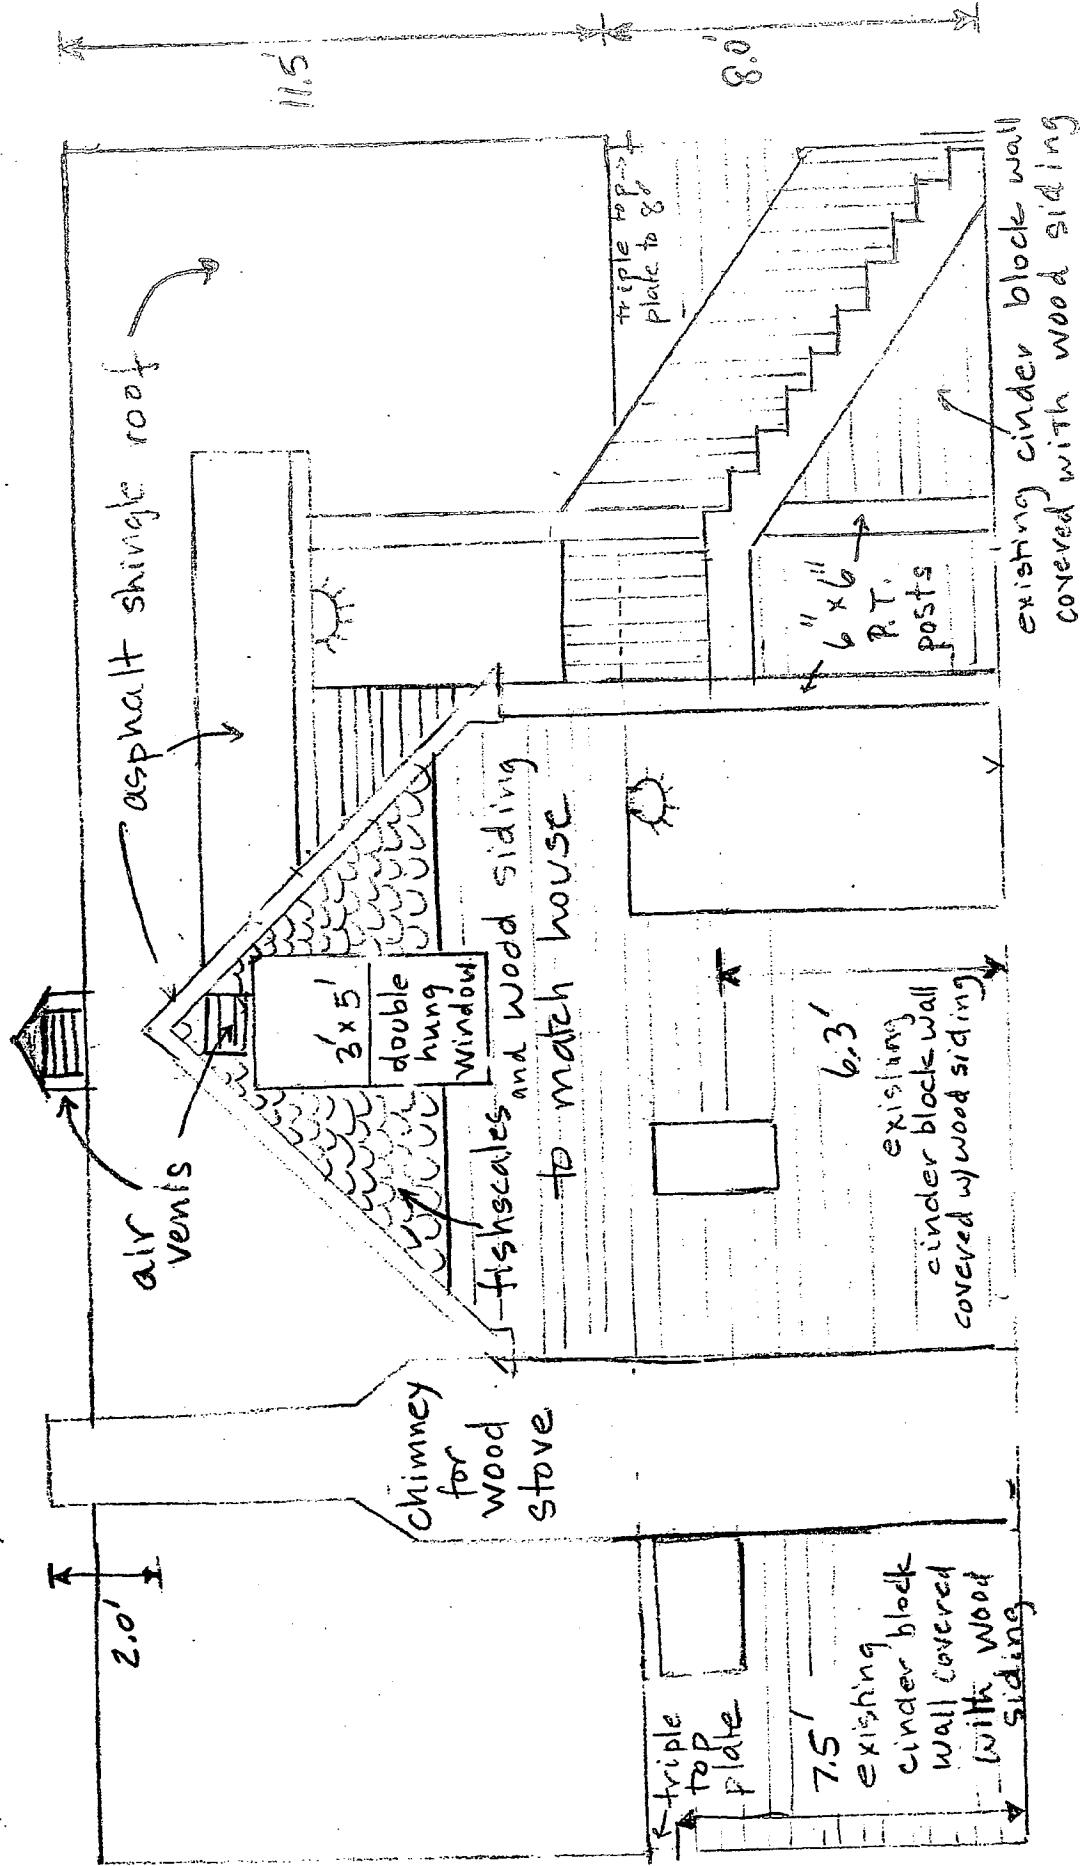 asphalt shingle roof
11.5'
8.0'
air
vents
2.0'
3'x5'
double
hung
window
fishscales and wood siding
to match house
chimney
for
wood
stove
triple top
plate to 8'
6"x6"
P.T.
posts
existing cinder block wall
covered with wood siding
6.3'
existing
cinder block wall
covered w/wood siding
triple
top
plate
7.5'
existing
cinder block
wall covered
with wood
siding